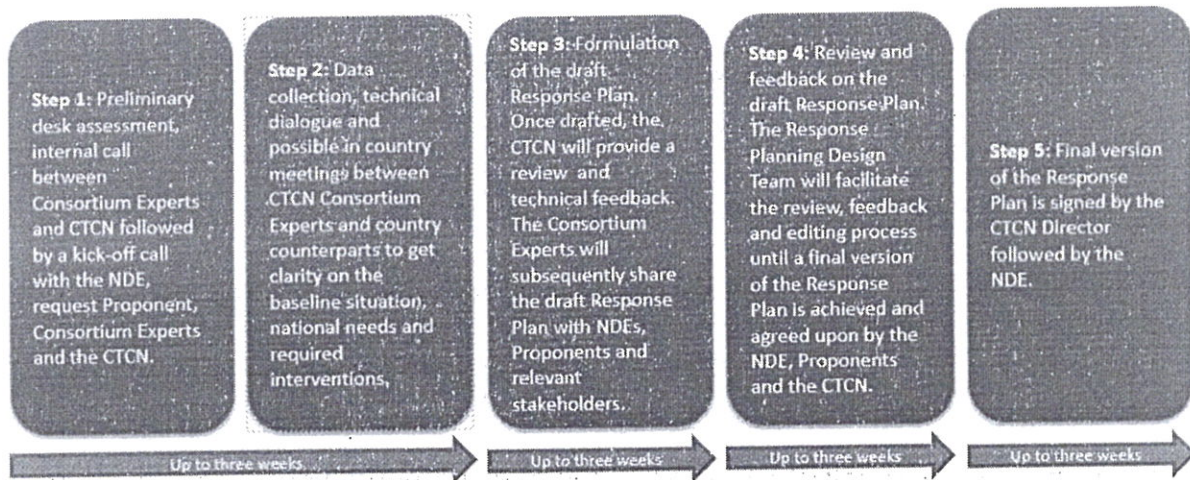 Step 1: Preliminary
desk assessment,
internal call
between
Consortium Experts
and CTCN followed
by a kick-off call
with the NDE,
request Proponent,
Consortium Experts
and the CTCN.
Step 2: Data
collection, technical
dialogue and
possible in country
meetings between
CTCN Consortium
Experts and country
counterparts to get
clarity on the
baseline situation,
national needs and
required
interventions,
Step 3: Formulation
of the draft
Response Plan.
Once drafted, the
CTCN will provide a
review and
technical feedback.
The Consortium
Experts will
subsequently share
the draft Response
Plan with NDEs,
Proponents and
relevant
stakeholders.
Step 4: Review and
feedback on the
draft Response Plan.
The Response
Planning Design
Team will facilitate
the review, feedback
and editing process
until a final version
of the Response
Plan is achieved and
agreed upon by the
NDE, Proponents
and the CTCN.
Step 5: Final version
of the Response
Plan is signed by the
CTCN Director
followed by the
NDE.
Up to three weeks
Up to three weeks
Up to three weeks
Up to three weeks